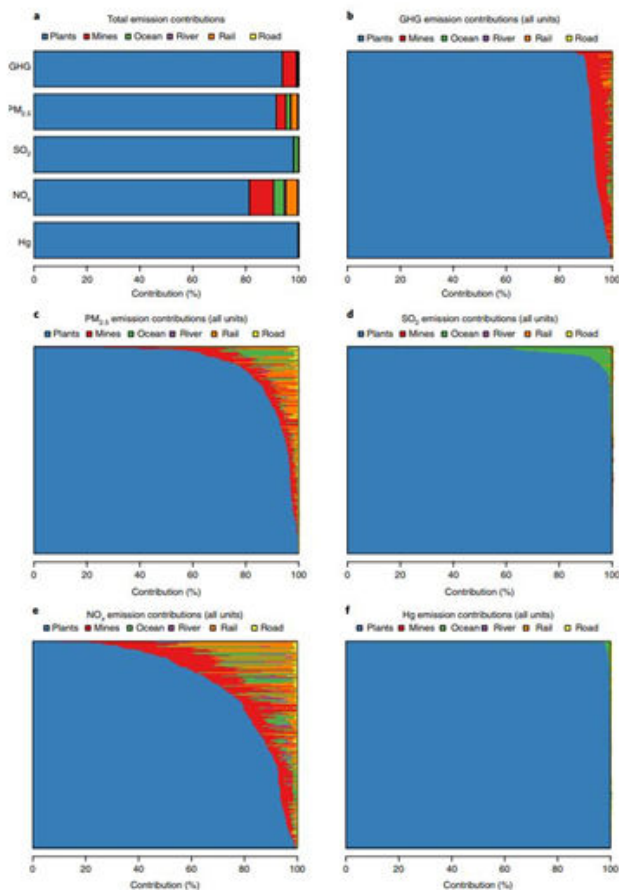 a
Total emission contributions
Plants Mines Ocean River Rail Road
GHG
PM2.5
SO2
NOx
Hg
0 20 40 60 80 100
Contribution (%)
b
GHG emission contributions (all units)
Plants Mines Ocean River Rail Road
0 20 40 60 80 100
Contribution (%)
c
PM2.5 emission contributions (all units)
Plants Mines Ocean River Rail Road
0 20 40 60 80 100
Contribution (%)
d
SO2 emission contributions (all units)
Plants Mines Ocean River Rail Road
0 20 40 60 80 100
Contribution (%)
e
NOx emission contributions (all units)
Plants Mines Ocean River Rail Road
0 20 40 60 80 100
Contribution (%)
f
Hg emission contributions (all units)
Plants Mines Ocean River Rail Road
0 20 40 60 80 100
Contribution (%)